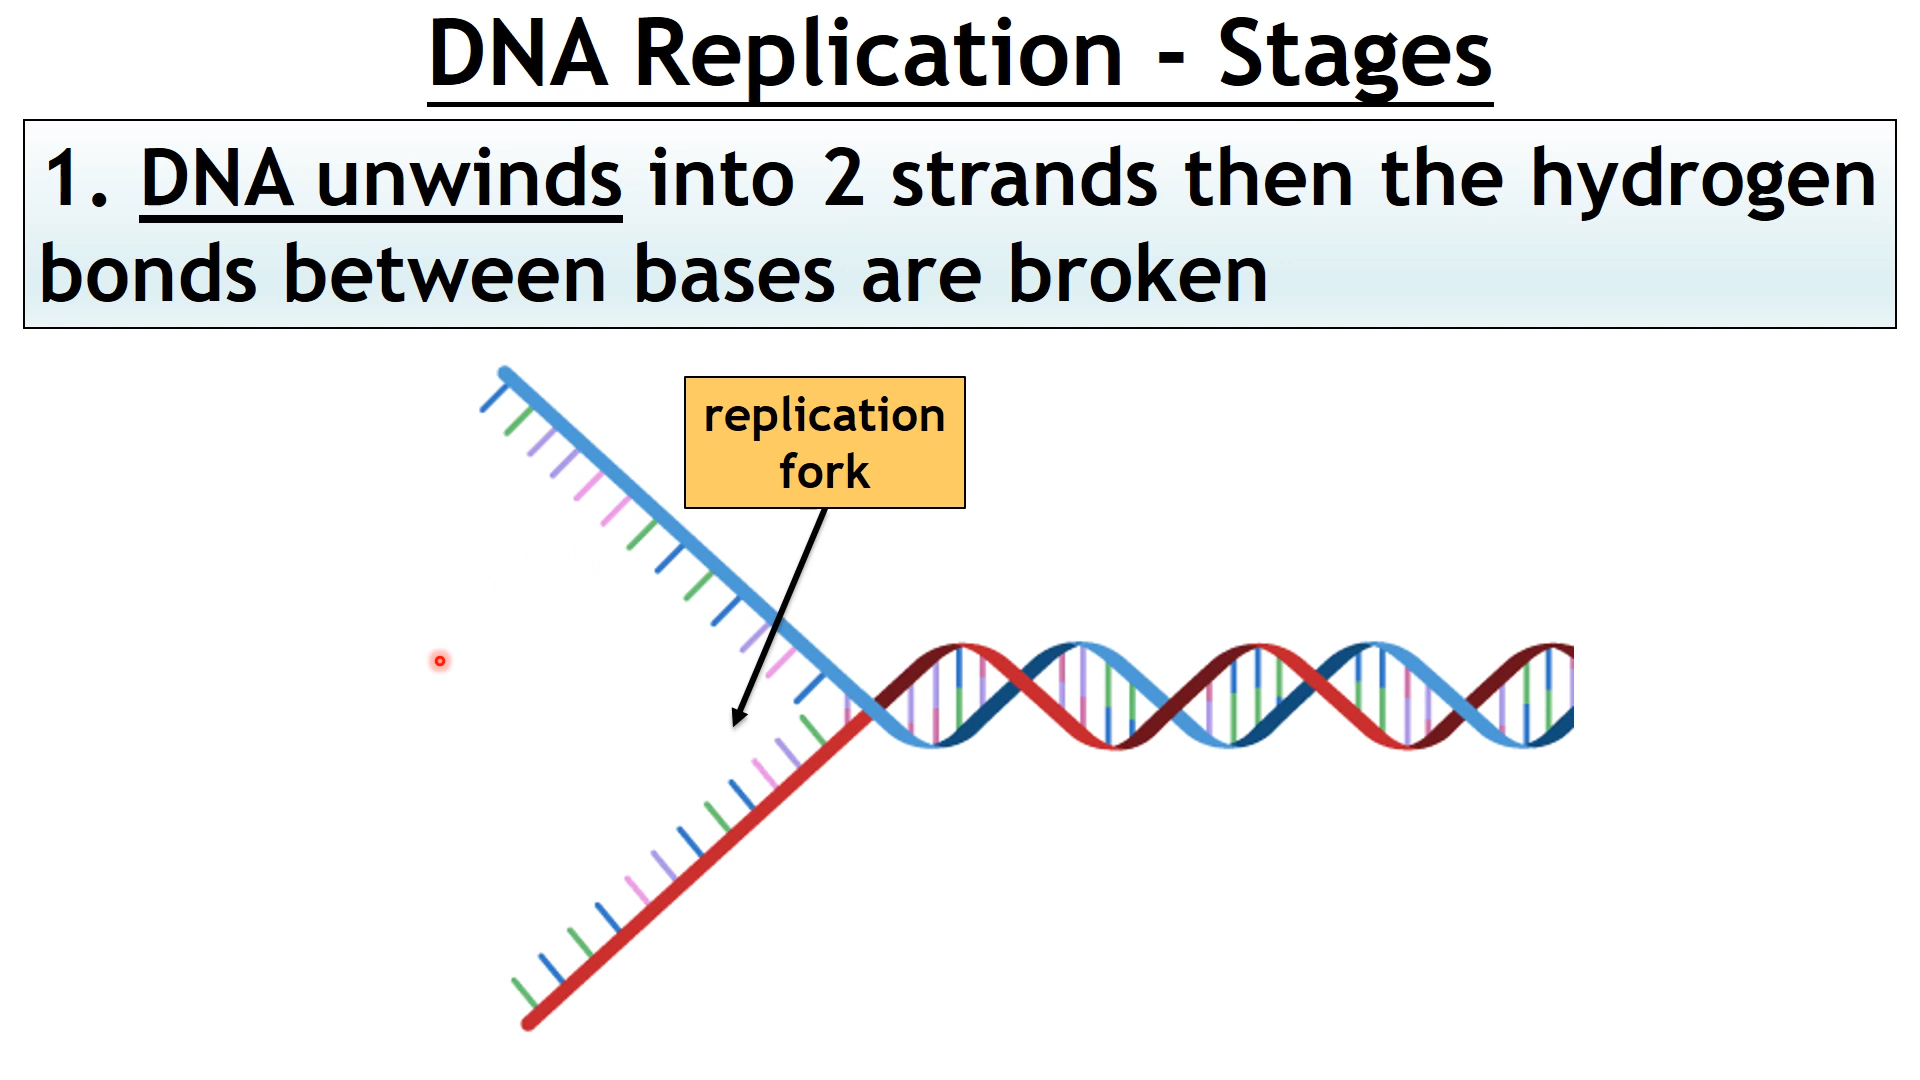 DNA Replication - Stages
1. DNA unwinds into 2 strands then the hydrogen
bonds between bases are broken
replication
fork